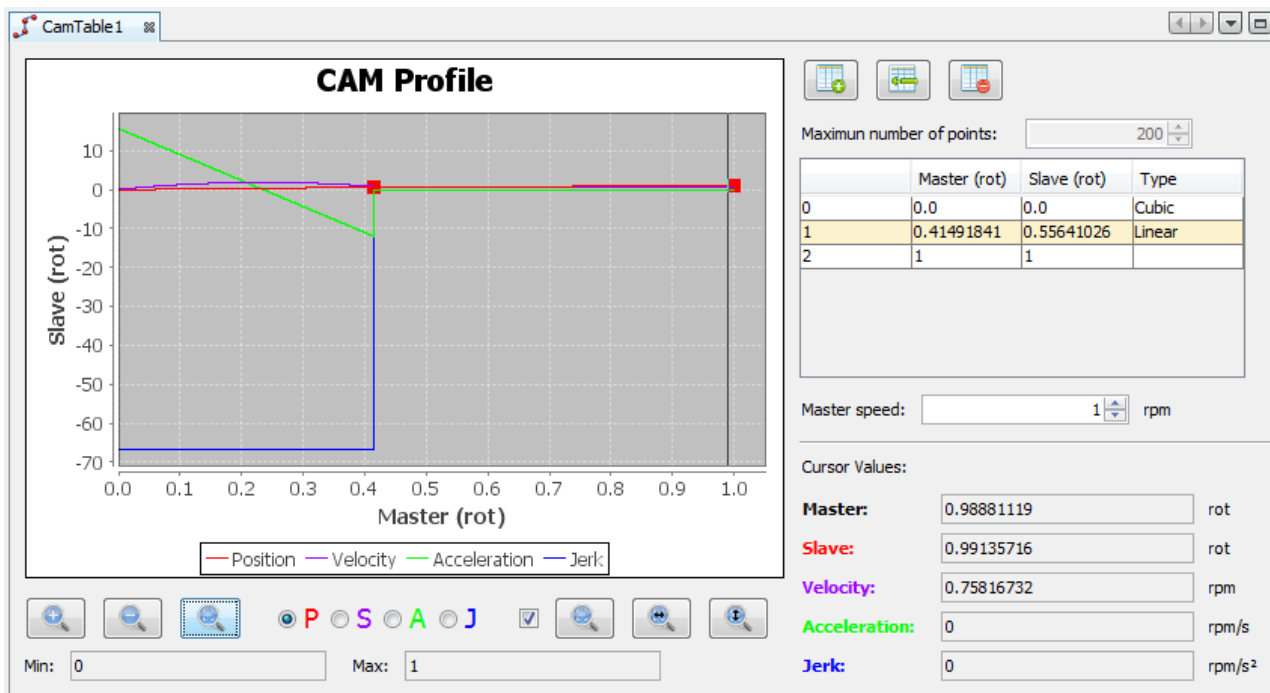 CamTable1
CAM Profile
Slave (rot)
10
0
-10
-20
-30
-40
-50
-60
-70
0.0 0.1 0.2 0.3 0.4 0.5 0.6 0.7 0.8 0.9 1.0
Master (rot)
Position Velocity Acceleration Jerk
P S A J
Min: 0 Max: 1
Maximun number of points: 200
Master (rot) Slave (rot) Type
0 0.0 0.0 Cubic
1 0.41491841 0.55641026 Linear
2 1 1
Master speed: 1 rpm
Cursor Values:
Master: 0.98881119 rot
Slave: 0.99135716 rot
Velocity: 0.75816732 rpm
Acceleration: 0 rpm/s
Jerk: 0 rpm/s²